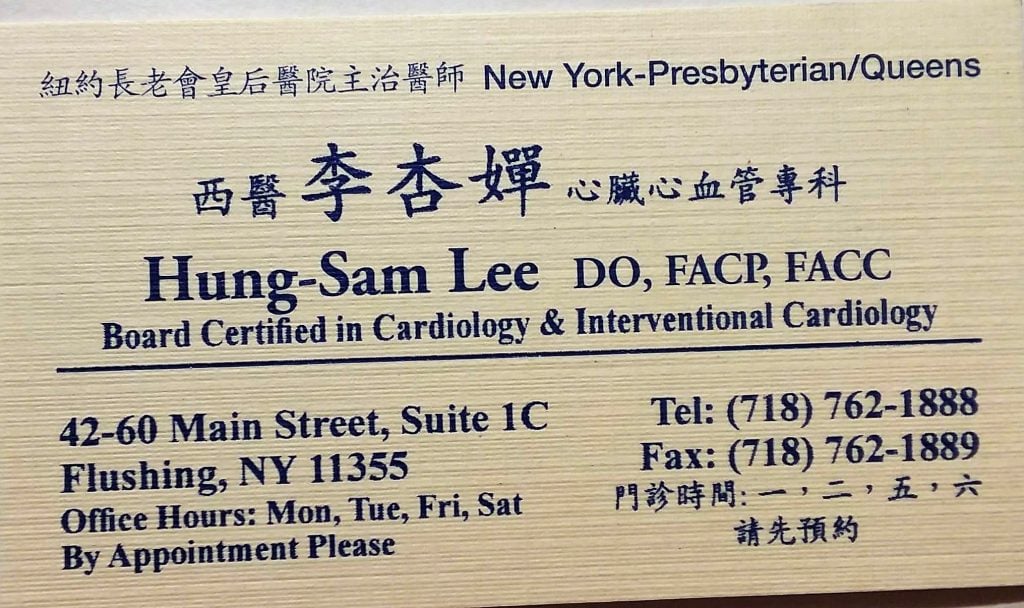 紐約長老會皇后醫院主治醫師 New York-Presbyterian/Queens
西醫 李杏嬋 心臟心血管專科
Hung-Sam Lee DO, FACP, FACC
Board Certified in Cardiology & Interventional Cardiology
42-60 Main Street, Suite 1C
Flushing, NY 11355
Office Hours: Mon, Tue, Fri, Sat
By Appointment Please
Tel: (718) 762-1888
Fax: (718) 762-1889
門診時間: 一，二，五，六
請先預約